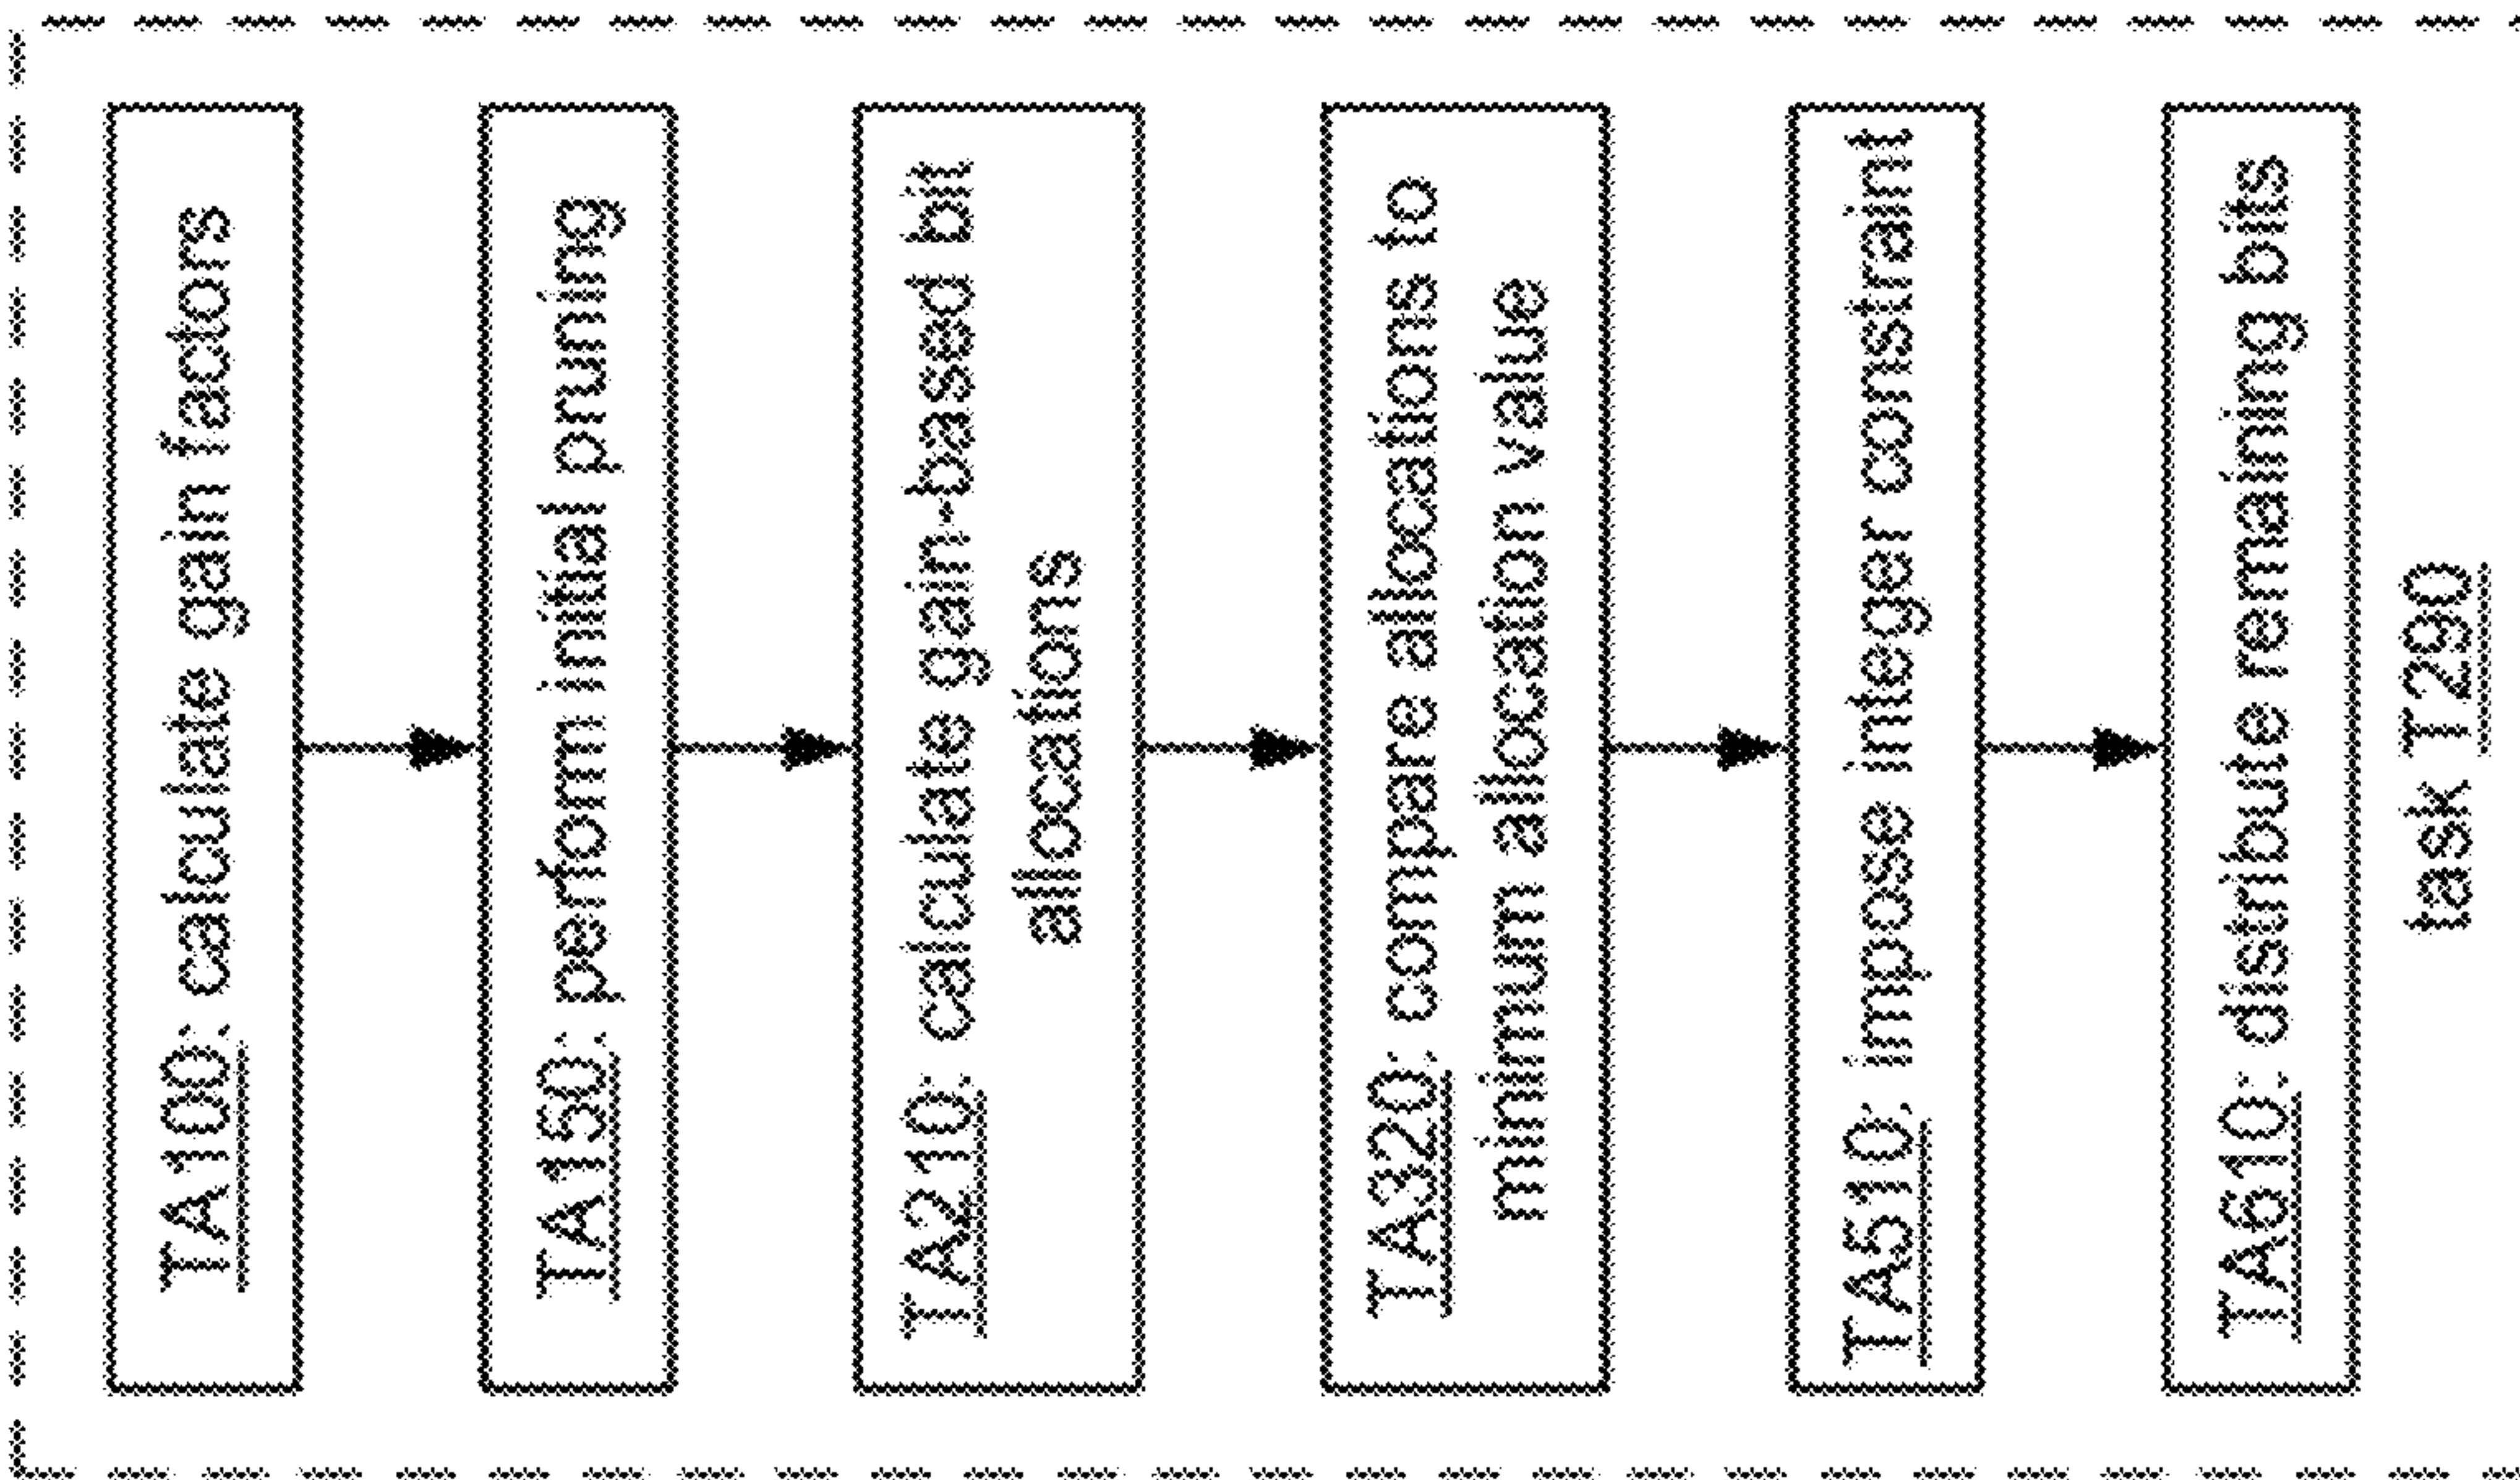 TA100: calculate gain factors
TA150: perform initial pruning
TA210: calculate gain-based bit
allocations
TA320: compare allocations to
minimum allocation value
TA510: impose integer constraint
TA610: distribute remaining bits
task T290